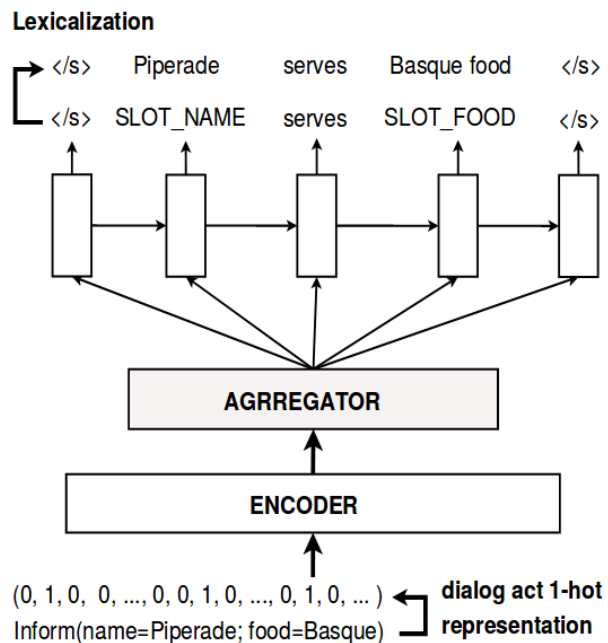 Lexicalization
</s> Piperade serves Basque food </s>
</s> SLOT_NAME serves SLOT_FOOD </s>
AGRREGATOR
ENCODER
(0, 1, 0, 0, ..., 0, 0, 1, 0, ..., 0, 1, 0, ... ) dialog act 1-hot
Inform(name=Piperade; food=Basque) representation